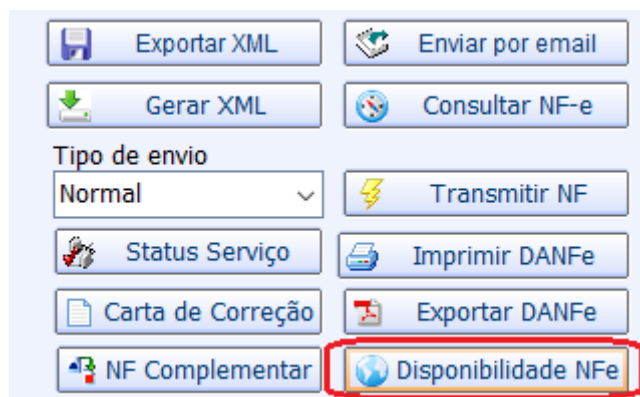 Exportar XML
Enviar por email
Gerar XML
Consultar NF-e
Tipo de envio
Normal
Transmitir NF
Status Serviço
Imprimir DANFe
Carta de Correção
Exportar DANFe
NF Complementar
Disponibilidade NFe